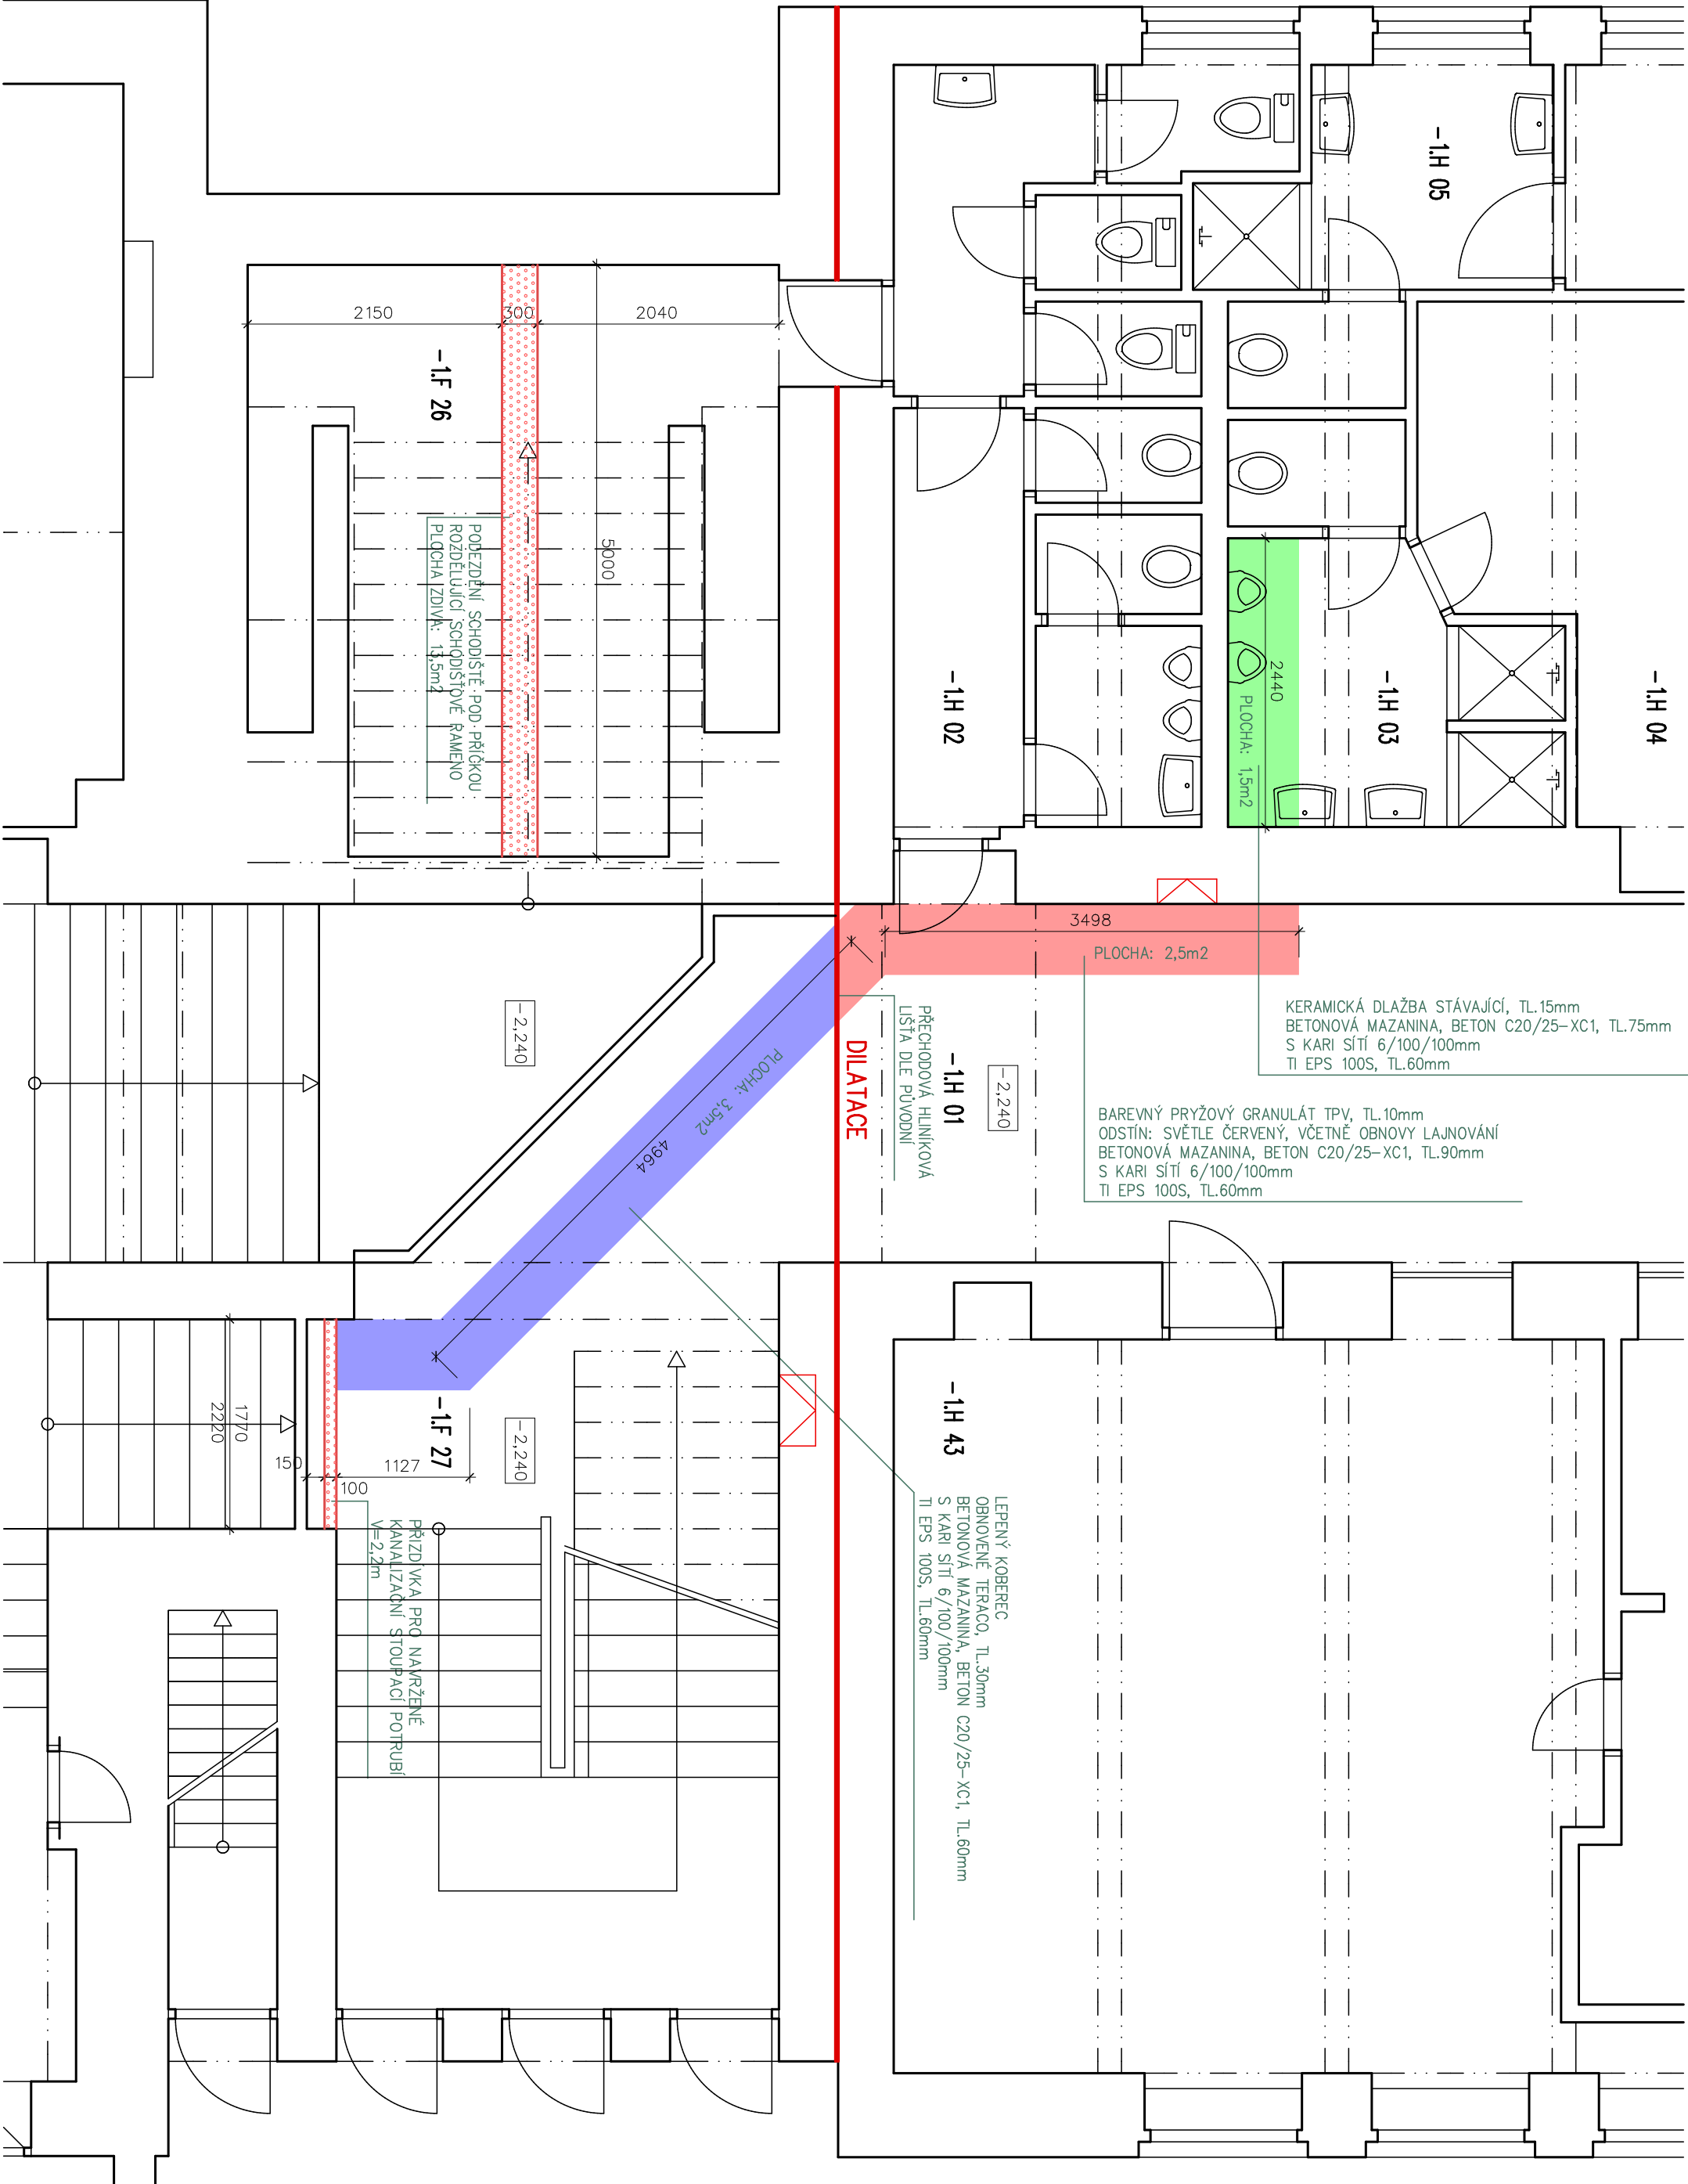 -1.H 05
2150
300
2040
-1.F 26
5000
PODEZDĚNÍ SCHODIŠTĚ POD PŘÍČKOU
ROZDĚLUJÍCÍ SCHODIŠŤOVÉ RAMENO
PLOCHA ZDIVA: 13,5m2
-1.H 02
2440
PLOCHA: 1,5m2
-1.H 03
-1.H 04
3498
PLOCHA: 2,5m2
KERAMICKÁ DLAŽBA STÁVAJÍCÍ, TL.15mm
BETONOVÁ MAZANINA, BETON C20/25-XC1, TL.75mm
S KARI SÍTÍ 6/100/100mm
TI EPS 100S, TL.60mm
-2,240
PŘECHODOVÁ HLINÍKOVÁ
LIŠTA DLE PŮVODNÍ
DILATACE
-1.H 01
-2,240
BAREVNÝ PRYŽOVÝ GRANULÁT TPV, TL.10mm
ODSTÍN: SVĚTLE ČERVENÝ, VČETNĚ OBNOVY LAJNOVÁNÍ
BETONOVÁ MAZANINA, BETON C20/25-XC1, TL.90mm
S KARI SÍTÍ 6/100/100mm
TI EPS 100S, TL.60mm
PLOCHA: 3,5m2
4964
1770
2220
150
100
1127
-1.F 27
-2,240
-1.H 43
PŘIZDÍVKA PRO NAVRŽENÉ
KANALIZAČNÍ STOUPACÍ POTRUBÍ
V=2,2m
LEPENÝ KOBEREC
OBNOVENÉ TERACO, TL.30mm
BETONOVÁ MAZANINA, BETON C20/25-XC1, TL.60mm
S KARI SÍTÍ 6/100/100mm
TI EPS 100S, TL.60mm